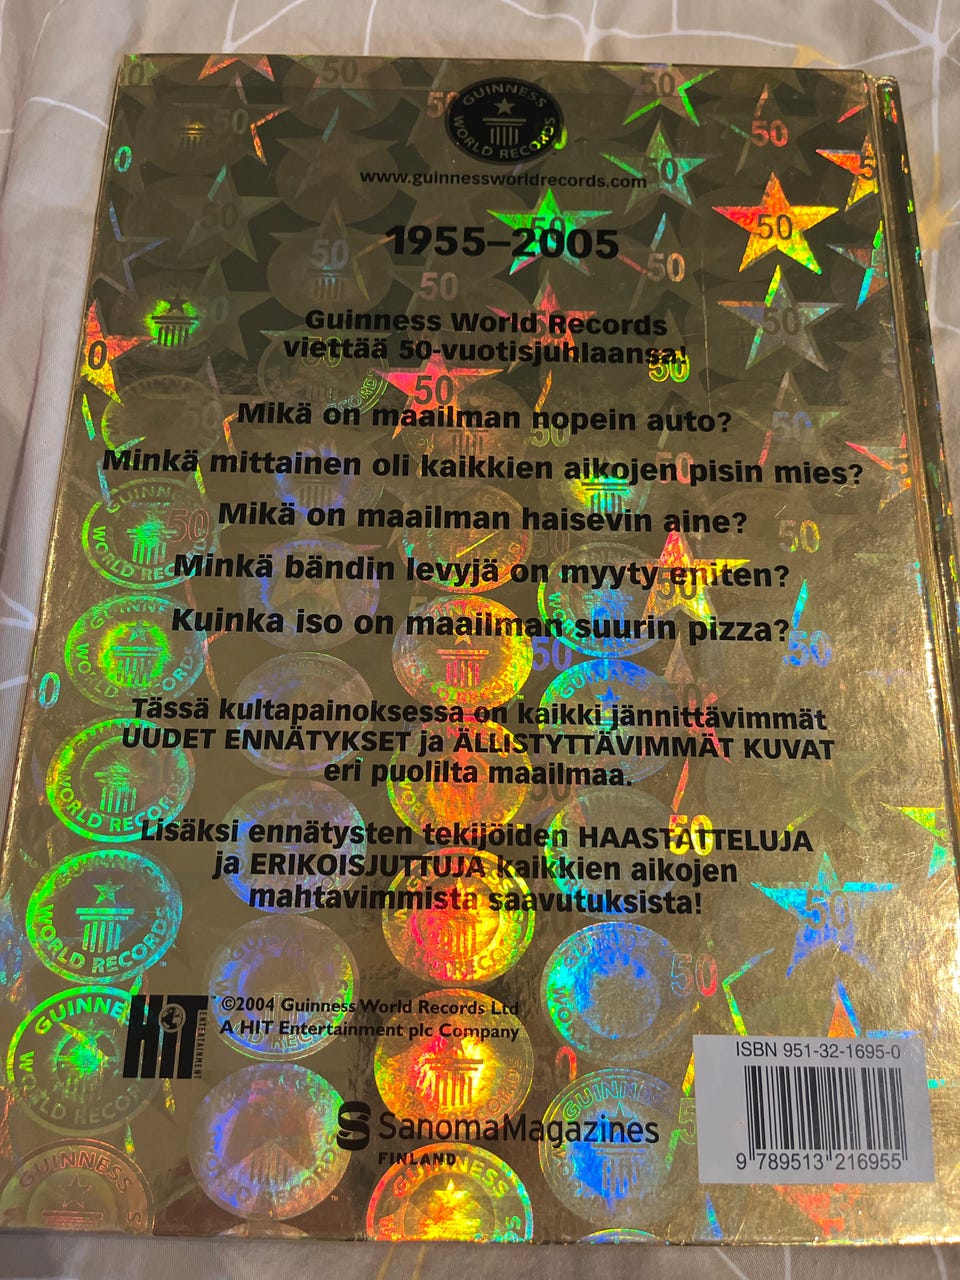 GUINNESS WORLD RECORDS
www.guinnessworldrecords.com
1955–2005
Guinness World Records
viettää 50-vuotisjuhlaansa!
Mikä on maailman nopein auto?
Minkä mittainen oli kaikkien aikojen pisin mies?
Mikä on maailman haisevin aine?
Minkä bändin levyjä on myyty eniten?
Kuinka iso on maailman suurin pizza?
Tässä kultapainoksessa on kaikki jännittävimmät
UUDET ENNÄTYKSET ja ÄLLISTYTTÄVIMMÄT KUVAT
eri puolilta maailmaa.
Lisäksi ennätysten tekijöiden HAASTATTELUJA
ja ERIKOISJUTTUJA kaikkien aikojen
mahtavimmista saavutuksista!
HiT ENTERTAINMENT
™ ©2004 Guinness World Records Ltd
A HIT Entertainment plc Company
SanomaMagazines
FINLAND
ISBN 951-32-1695-0
9 789513 216955